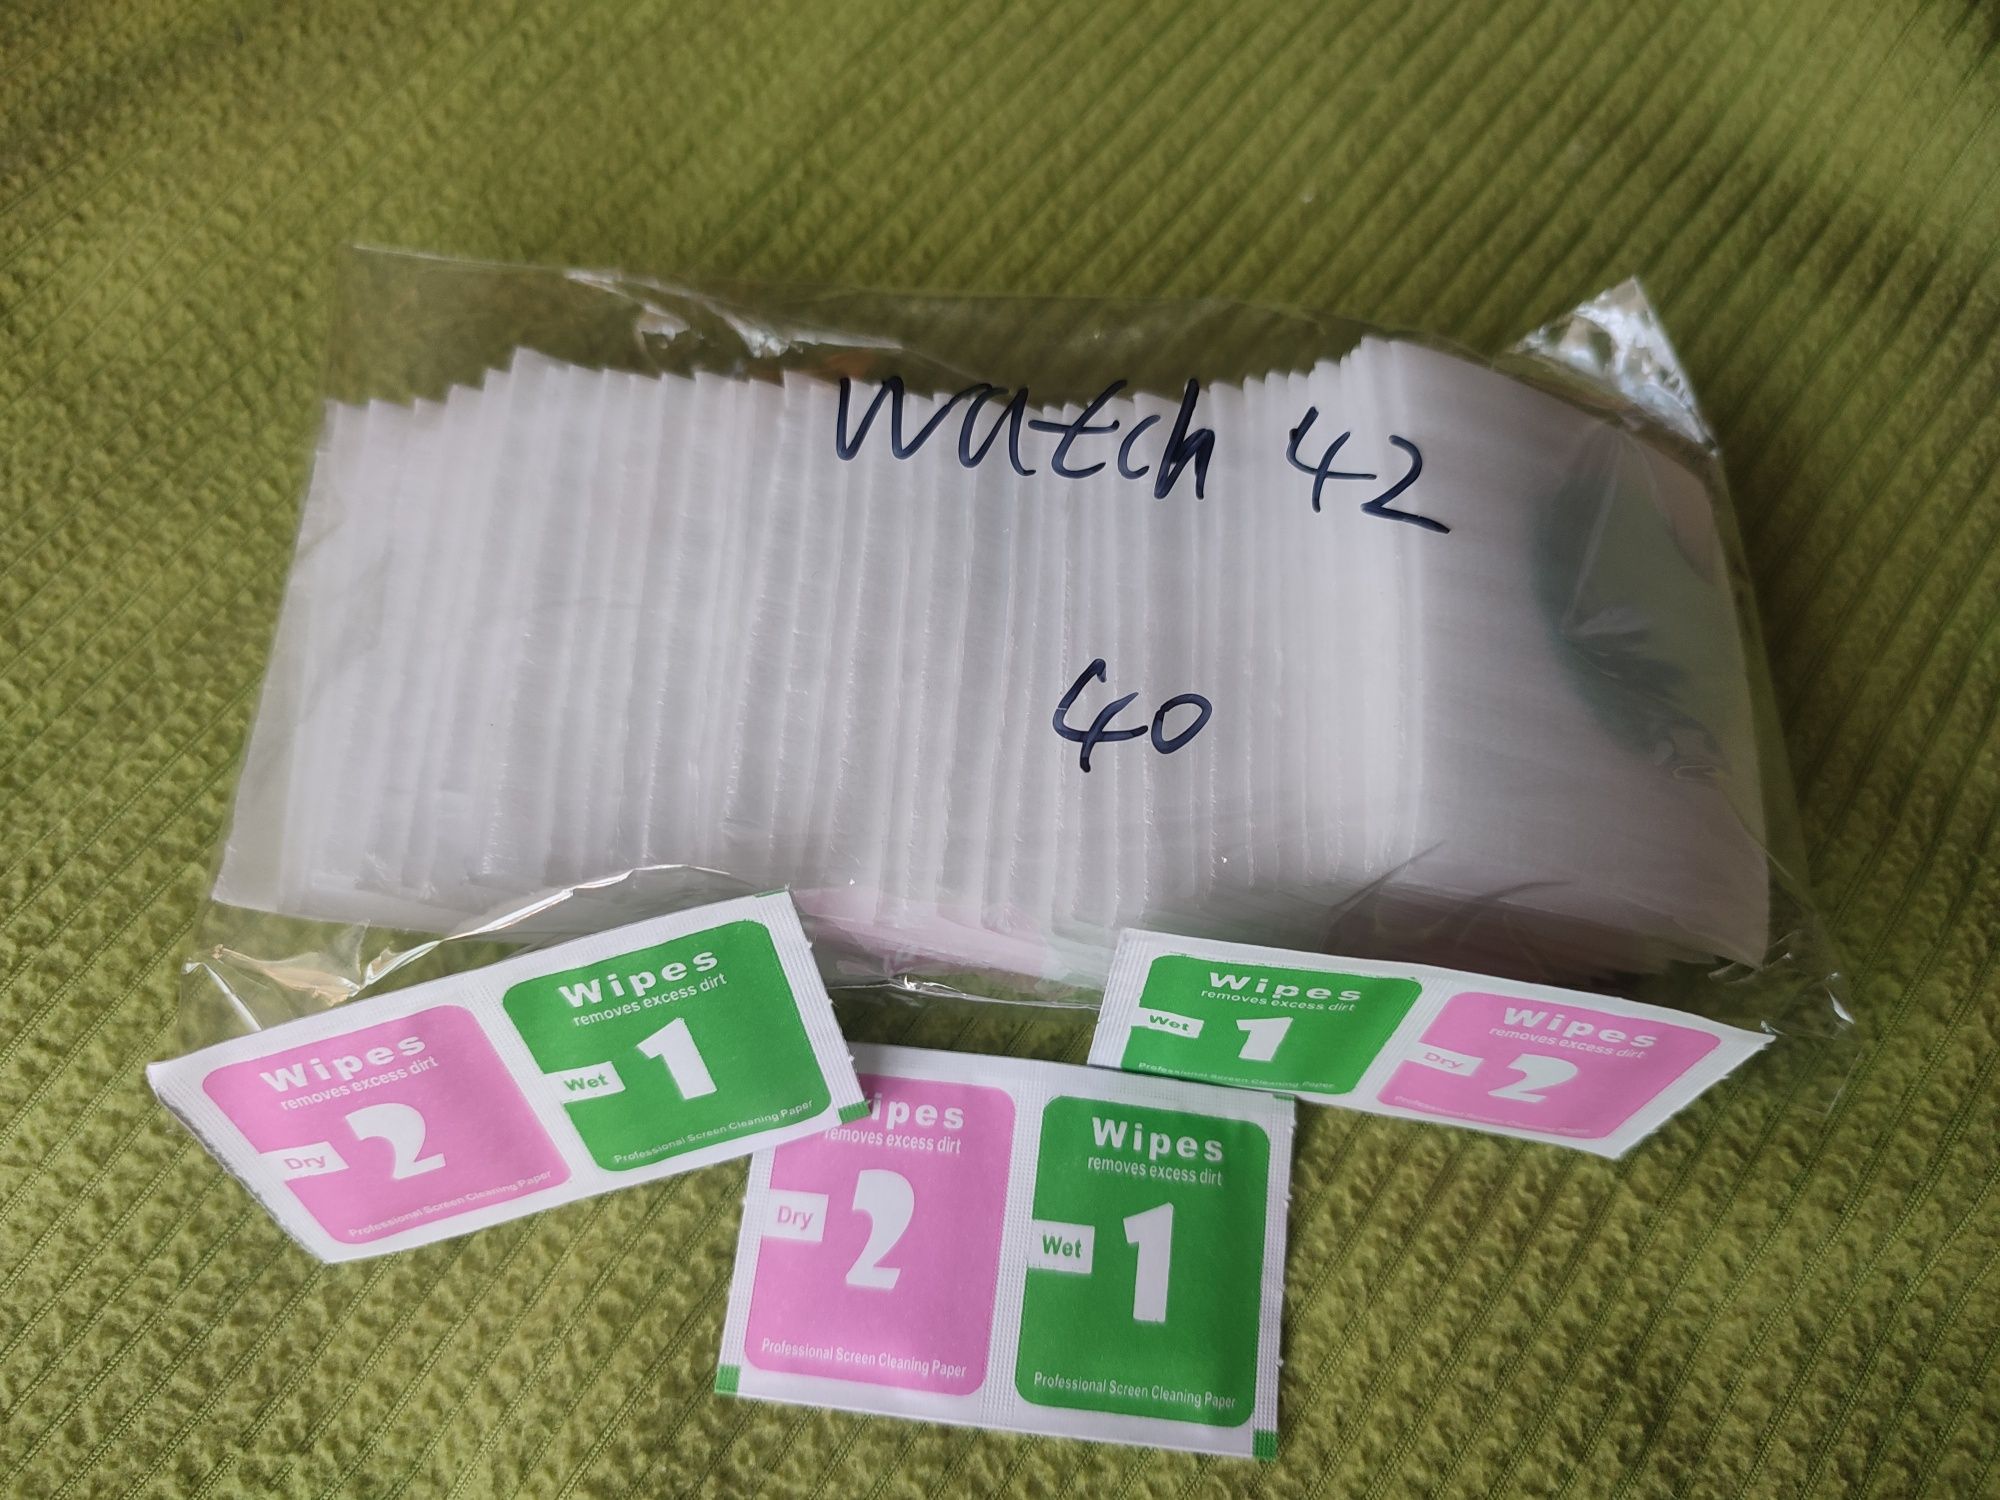 watch 42
40
Wipes
removes excess dirt
Dry
2
Professional Screen Cleaning Paper
Wipes
removes excess dirt
Wet
1
Professional Screen Cleaning Paper
Wipes
removes excess dirt
Wet
1
Professional Screen Cleaning Paper
Wipes
removes excess dirt
Dry
2
Professional Screen Cleaning Paper
ipes
removes excess dirt
Dry
2
Professional Screen Cleaning Paper
Wipes
removes excess dirt
Wet
1
Professional Screen Cleaning Paper